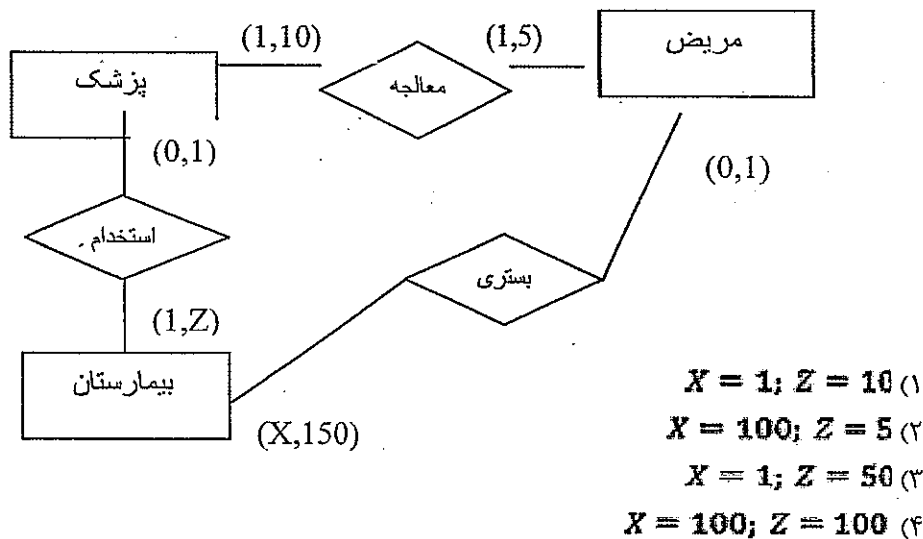 (1,10) (1,5) مریض
پزشک معالجه
(0,1) (0,1)
استخدام
بستری
(1,Z)
بیمارستان
(X,150)
۱) X = 1; Z = 10
۲) X = 100; Z = 5
۳) X = 1; Z = 50
۴) X = 100; Z = 100